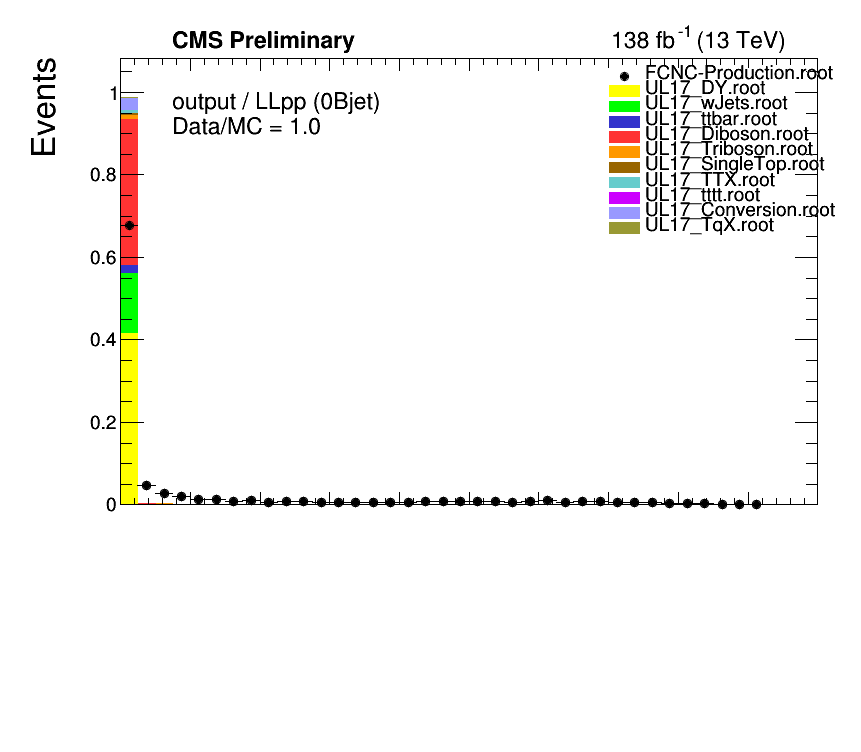 CMS Preliminary
138 fb-1 (13 TeV)
Events
output / LLpp (0Bjet)
Data/MC = 1.0
FCNC-Production.root
UL17_DY.root
UL17_wJets.root
UL17_ttbar.root
UL17_Diboson.root
UL17_Triboson.root
UL17_SingleTop.root
UL17_TTX.root
UL17_tttt.root
UL17_Conversion.root
UL17_TqX.root
1
0.8
0.6
0.4
0.2
0